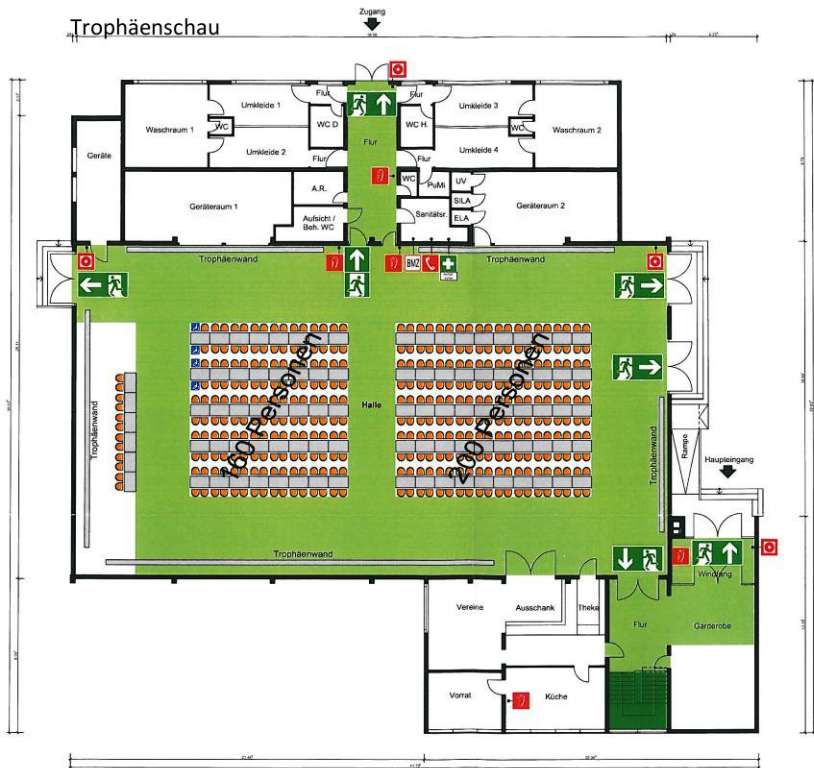 Trophäenschau
Zugang
Flur
Flur
Umkleide 1
Umkleide 3
Waschraum 1
WC
WC D
WC H.
WC
Waschraum 2
Flur
Umkleide 2
Umkleide 4
Flur
Flur
Geräte
A.R.
WC
PuMi
UV
Geräteraum 1
SILA
Geräteraum 2
Aufsicht /
Beh. WC
Sanitätsr.
ELA
Trophäenwand
BMZ
Trophäenwand
160 Personen
200 Personen
Halle
Trophäenwand
Trophäenwand
Rampe
Haupteingang
Trophäenwand
Windfang
Vereine
Ausschank
Theke
Flur
Garderobe
Vorrat
Küche